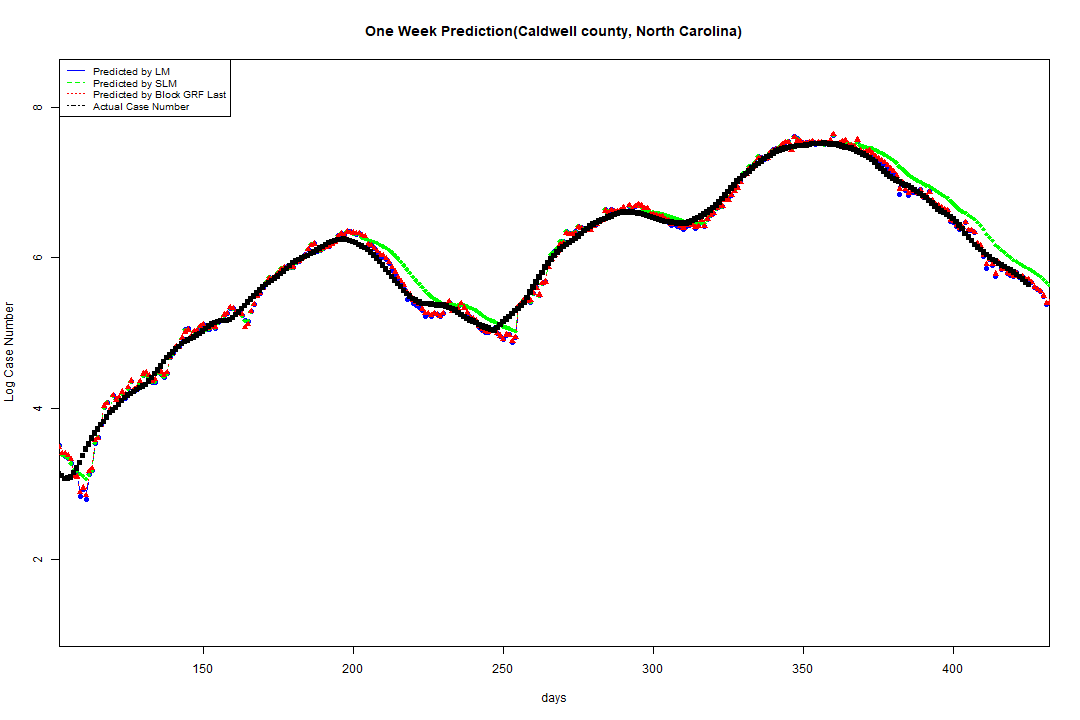 One Week Prediction(Caldwell county, North Carolina)
Predicted by LM
Predicted by SLM
Predicted by Block GRF Last
Actual Case Number
8
6
4
2
Log Case Number
150 200 250 300 350 400
days